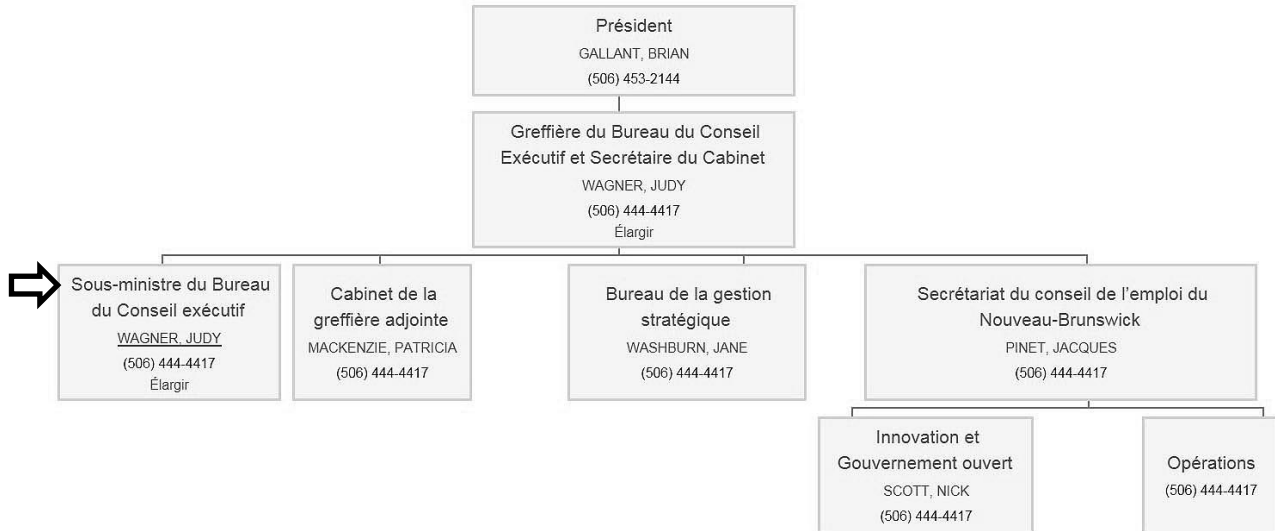 Président
GALLANT, BRIAN
(506) 453-2144
Greffière du Bureau du Conseil
Exécutif et Secrétaire du Cabinet
WAGNER, JUDY
(506) 444-4417
Élargir
Sous-ministre du Bureau
du Conseil exécutif
WAGNER, JUDY
(506) 444-4417
Élargir
Cabinet de la
greffière adjointe
MACKENZIE, PATRICIA
(506) 444-4417
Bureau de la gestion
stratégique
WASHBURN, JANE
(506) 444-4417
Secrétariat du conseil de l'emploi du
Nouveau-Brunswick
PINET, JACQUES
(506) 444-4417
Innovation et
Gouvernement ouvert
SCOTT, NICK
(506) 444-4417
Opérations
(506) 444-4417